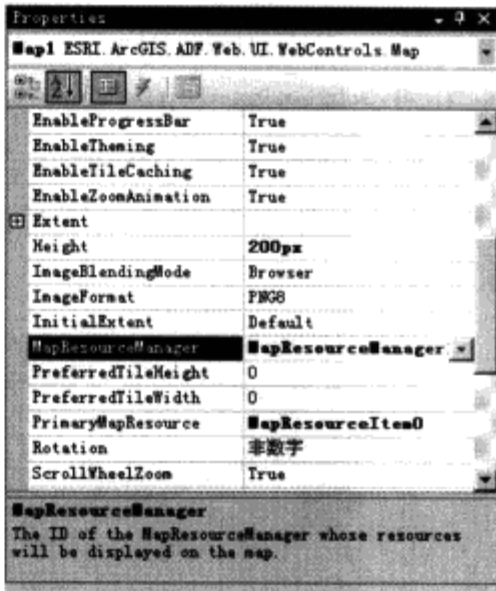 Properties
Map1 ESRI.ArcGIS.ADF.Web.UI.WebControls.Map
EnableProgressBar True
EnableTheming True
EnableTileCaching True
EnableZoomAnimation True
Extent
Height 200px
ImageBlendingMode Browser
ImageFormat PNG8
InitialExtent Default
MapResourceManager MapResourceManager
PreferredTileHeight 0
PreferredTileWidth 0
PrimaryMapResource MapResourceItem0
Rotation 非数字
ScrollWheelZoom True
MapResourceManager
The ID of the MapResourceManager whose resources
will be displayed on the map.